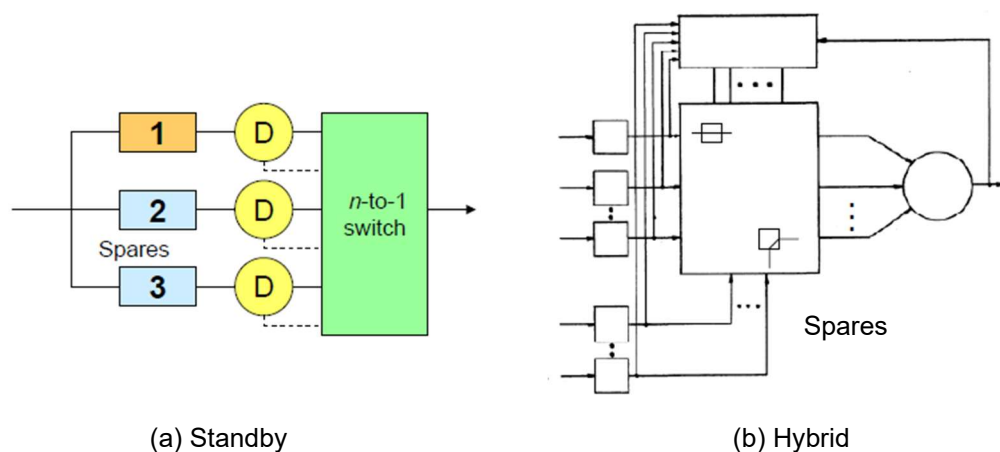 1
D
2
D
n-to-1
switch
Spares
3
D
Spares
(a) Standby
(b) Hybrid